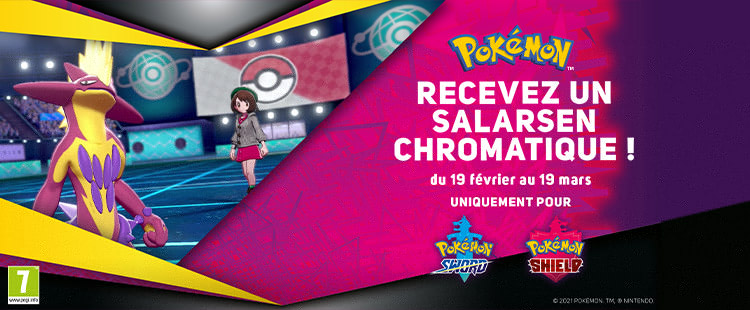 POKÉMON
TM
RECEVEZ UN
SALARSEN
CHROMATIQUE !
du 19 février au 19 mars
UNIQUEMENT POUR
POKÉMON
SWORD
POKÉMON
SHIELD
7
www.pegi.info
© 2021 POKÉMON. TM, ® NINTENDO.